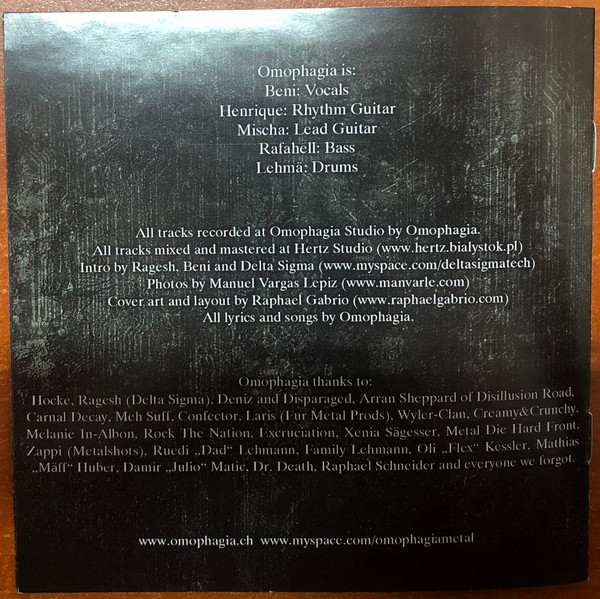 Omophagia is:
Beni: Vocals
Henrique: Rhythm Guitar
Mischa: Lead Guitar
Rafahell: Bass
Lehmä: Drums
All tracks recorded at Omophagia Studio by Omophagia.
All tracks mixed and mastered at Hertz Studio (www.hertz.bialystok.pl)
Intro by Ragesh, Beni and Delta Sigma (www.myspace.com/deltasigmatech)
Photos by Manuel Vargas Lepiz (www.manvarle.com)
Cover art and layout by Raphael Gabrio (www.raphaelgabrio.com)
All lyrics and songs by Omophagia.
Omophagia thanks to:
Hocke, Ragesh (Delta Sigma), Deniz and Disparaged, Arran Sheppard of Disillusion Road,
Carnal Decay, Meh Suff, Confector, Laris (Fur Metal Prods), Wyler-Clan, Creamy&Crunchy,
Melanie In-Albon, Rock The Nation, Excruciation, Xenia Sägesser, Metal Die Hard Front,
Zappi (Metalshots), Ruedi „Dad“ Lehmann, Family Lehmann, Oli „Flex“ Kessler, Mathias
„Mäff“ Huber, Damir „Julio“ Matic, Dr. Death, Raphael Schneider and everyone we forgot.
www.omophagia.ch www.myspace.com/omophagiametal